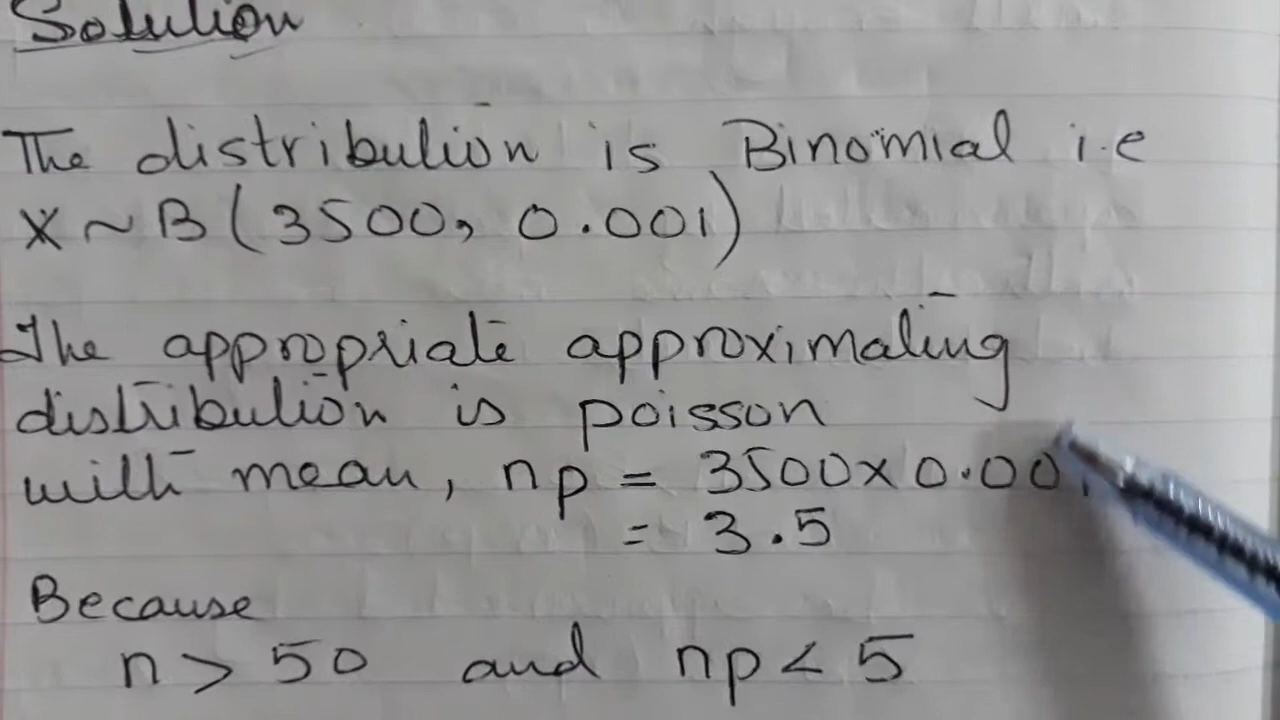 Solution
The distribution is Binomial i.e
X ~ B (3500, 0.001)
The appropriate approximating
distribution is poisson
with mean, np = 3500 x 0.001
= 3.5
Because
n > 50 and np < 5